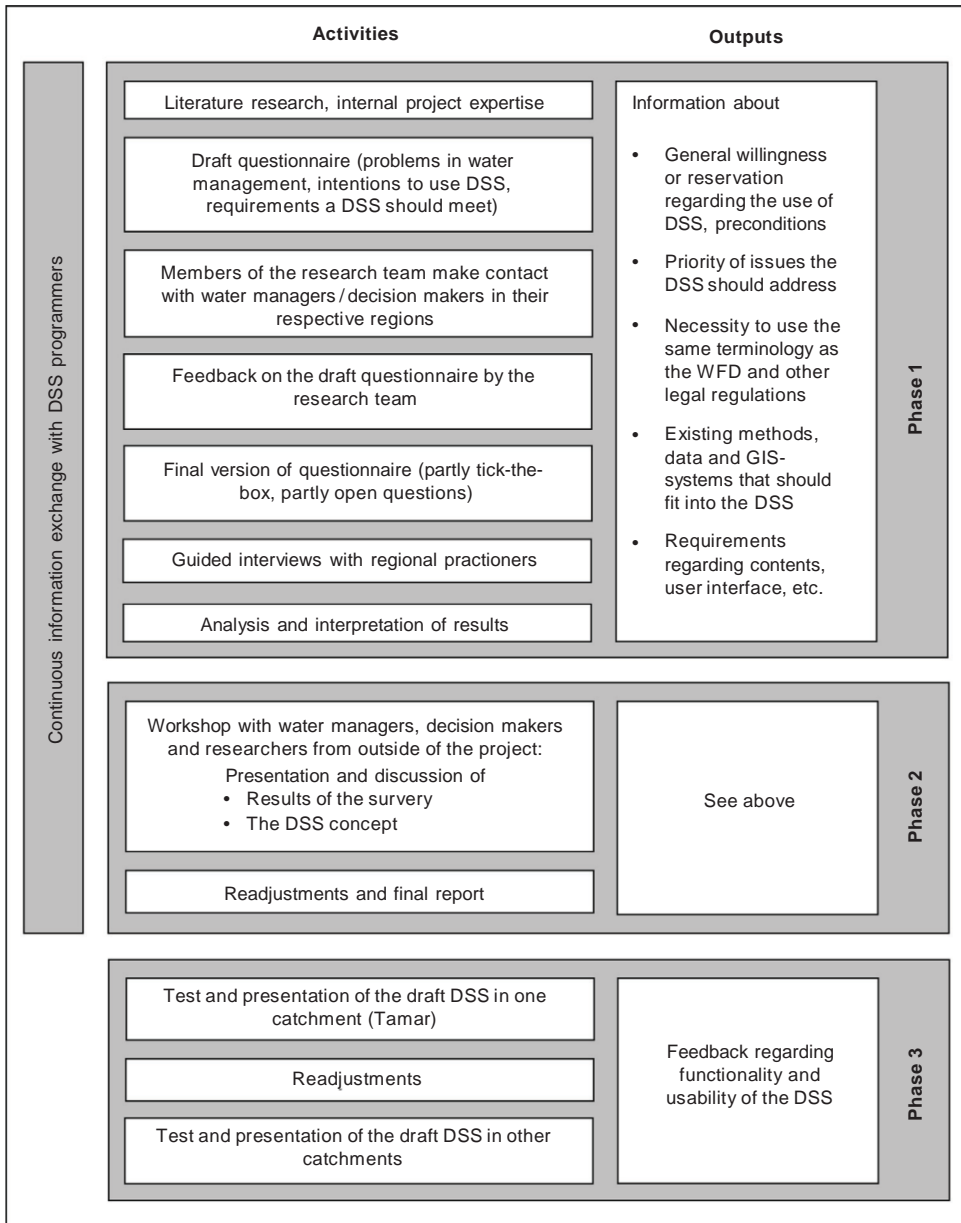 Activities
Outputs
Continuous information exchange with DSS programmers
Literature research, internal project expertise
Draft questionnaire (problems in water
management, intentions to use DSS,
requirements a DSS should meet)
Members of the research team make contact
with water managers / decision makers in their
respective regions
Feedback on the draft questionnaire by the
research team
Final version of questionnaire (partly tick-the-
box, partly open questions)
Guided interviews with regional practioners
Analysis and interpretation of results
Information about
• General willingness
or reservation
regarding the use of
DSS, preconditions
• Priority of issues the
DSS should address
• Necessity to use the
same terminology as
the WFD and other
legal regulations
• Existing methods,
data and GIS-
systems that should
fit into the DSS
• Requirements
regarding contents,
user interface, etc.
Phase 1
Workshop with water managers, decision makers
and researchers from outside of the project:
Presentation and discussion of
• Results of the survery
• The DSS concept
Readjustments and final report
See above
Phase 2
Test and presentation of the draft DSS in one
catchment (Tamar)
Readjustments
Test and presentation of the draft DSS in other
catchments
Feedback regarding
functionality and
usability of the DSS
Phase 3